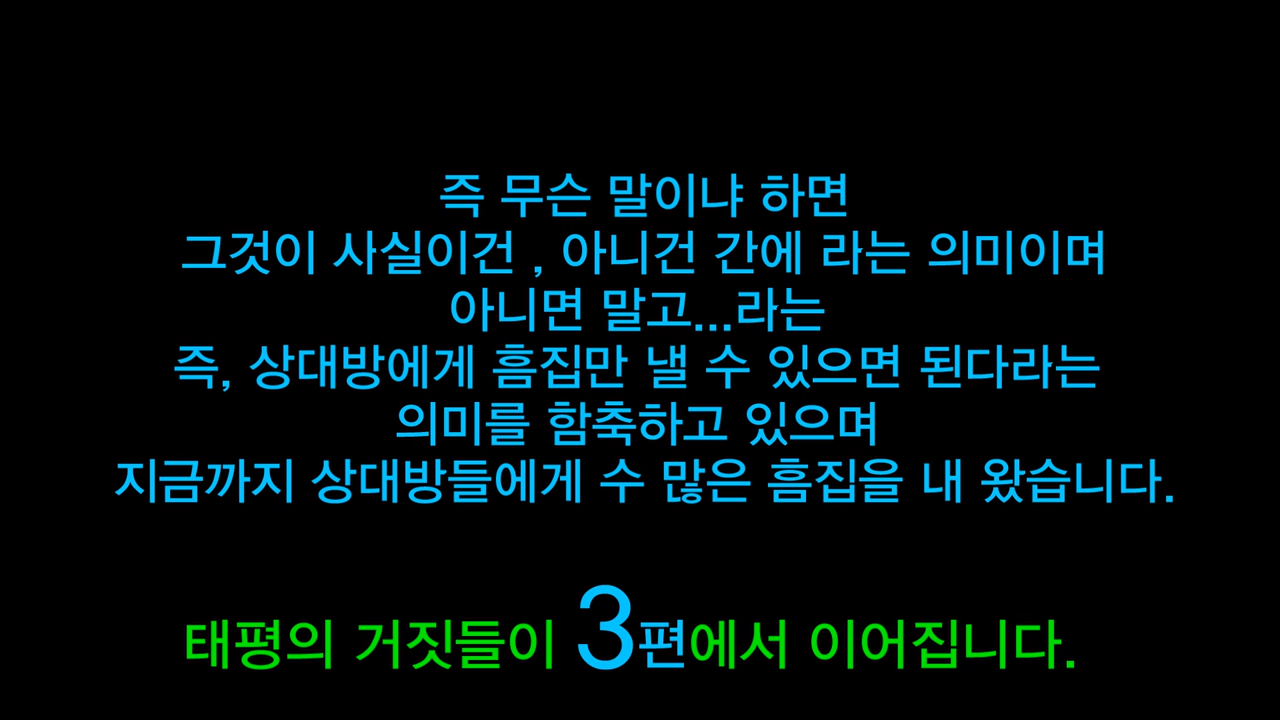 즉 무슨 말이냐 하면
그것이 사실이건 , 아니건 간에 라는 의미이며
아니면 말고...라는
즉, 상대방에게 흠집만 낼 수 있으면 된다라는
의미를 함축하고 있으며
지금까지 상대방들에게 수 많은 흠집을 내 왔습니다.
태평의 거짓들이 3편에서 이어집니다.